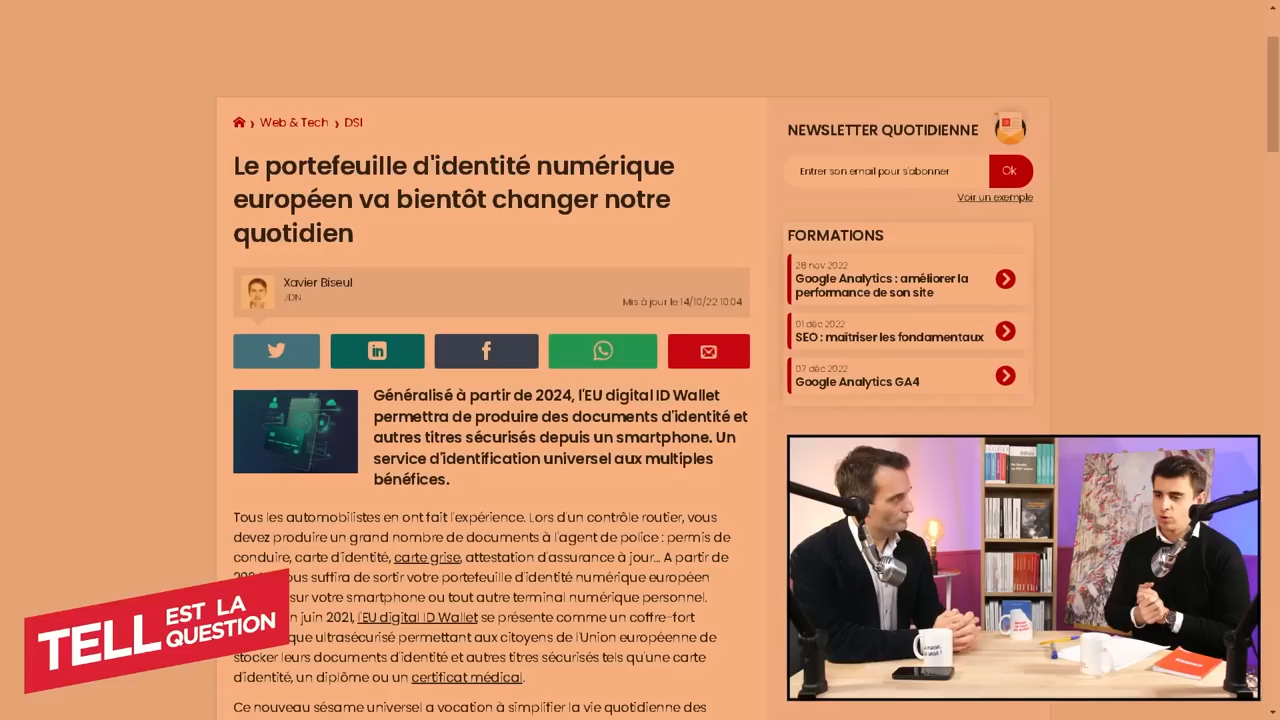 Web & Tech
DSI
Le portefeuille d'identité numérique
européen va bientôt changer notre
quotidien
Xavier Biseul
JDN
Mis à jour le 14/10/22 10:04
Généralisé à partir de 2024, l'EU digital ID Wallet
permettra de produire des documents d'identité et
autres titres sécurisés depuis un smartphone. Un
service d'identification universel aux multiples
bénéfices.
Tous les automobilistes en ont fait l'expérience. Lors d'un contrôle routier, vous
devez produire un grand nombre de documents à l'agent de police : permis de
conduire, carte d'identité, carte grise, attestation d'assurance à jour... A partir de
suffira de sortir votre portefeuille d'identité numérique européen
sur votre smartphone ou tout autre terminal numérique personnel.
n juin 2021, l'EU digital ID Wallet se présente comme un coffre-fort
que ultrasécurisé permettant aux citoyens de l'Union européenne de
stocker leurs documents d'identité et autres titres sécurisés tels qu'une carte
d'identité, un diplôme ou un certificat médical.
Ce nouveau sésame universel a vocation à simplifier la vie quotidienne des
NEWSLETTER QUOTIDIENNE
Entrer son email pour s'abonner
Ok
Voir un exemple
FORMATIONS
28 nov 2022
Google Analytics : améliorer la
performance de son site
01 déc 2022
SEO : maîtriser les fondamentaux
07 déc 2022
Google Analytics GA4
TELL EST LA
QUESTION